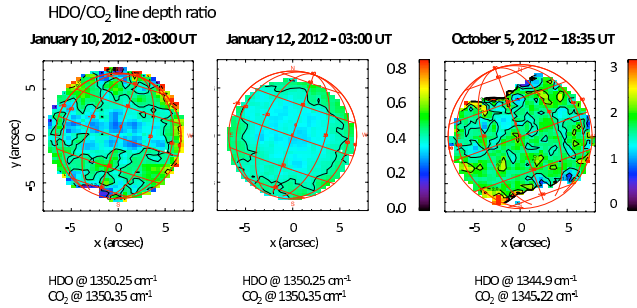 HDO/CO₂ line depth ratio
January 10, 2012 - 03:00 UT
January 12, 2012 - 03:00 UT
October 5, 2012 – 18:35 UT
y (arcsec)
5
0
-5
-5 0 5
x (arcsec)
-5 0 5
x (arcsec)
0.8
0.6
0.4
0.2
0.0
-5 0 5
x (arcsec)
3
2
1
0
HDO @ 1350.25 cm⁻¹
CO₂ @ 1350.35 cm⁻¹
HDO @ 1350.25 cm⁻¹
CO₂ @ 1350.35 cm⁻¹
HDO @ 1344.9 cm⁻¹
CO₂ @ 1345.22 cm⁻¹